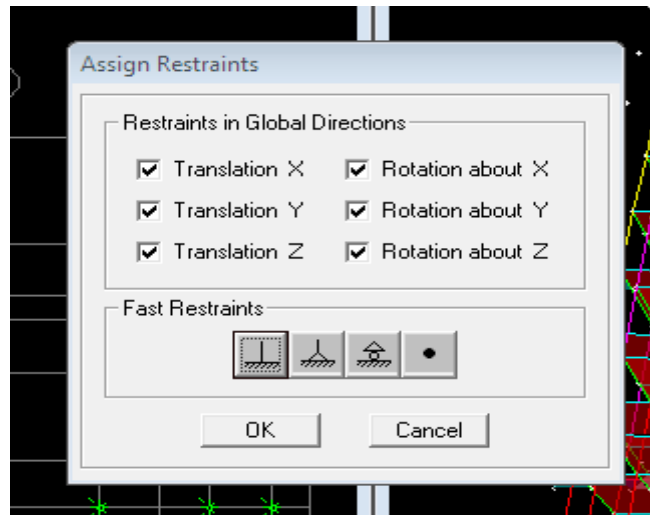 Assign Restraints
Restraints in Global Directions
Translation X
Rotation about X
Translation Y
Rotation about Y
Translation Z
Rotation about Z
Fast Restraints
OK
Cancel